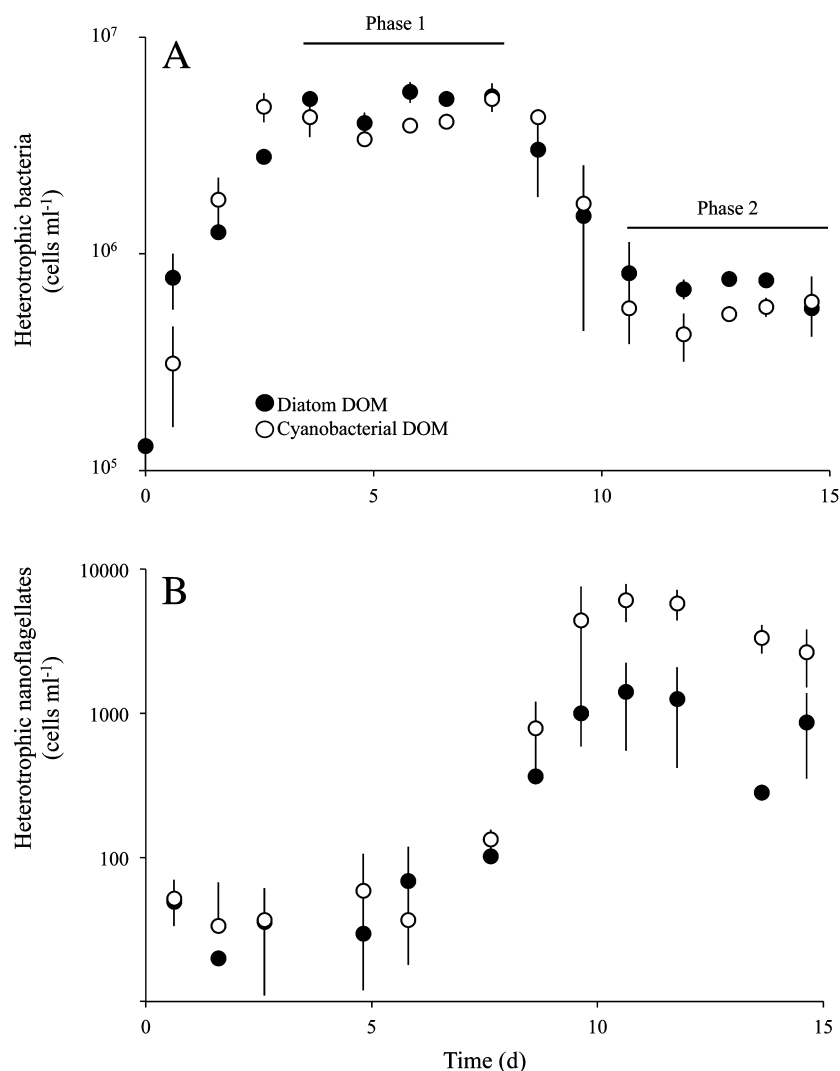 Phase 1
10⁷
A
Heterotrophic bacteria
(cells ml⁻¹)
Phase 2
10⁶
Diatom DOM
Cyanobacterial DOM
10⁵
0 5 10 15
10000
B
Heterotrophic nanoflagellates
(cells ml⁻¹)
1000
100
0 5 10 15
Time (d)